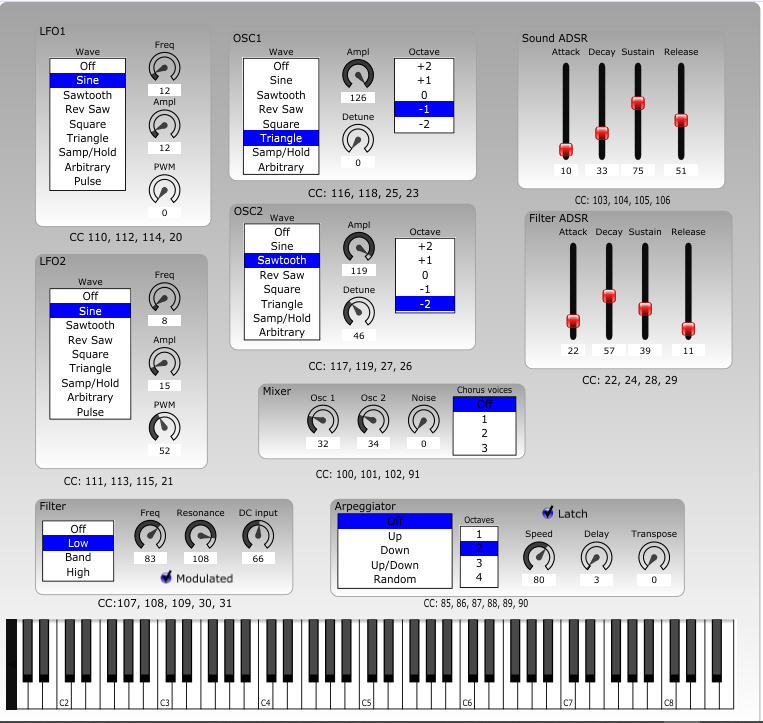 LFO1
Wave
Off
Sine
Sawtooth
Rev Saw
Square
Triangle
Samp/Hold
Arbitrary
Pulse
Freq
12
Ampl
12
PWM
0
CC 110, 112, 114, 20
OSC1
Wave
Off
Sine
Sawtooth
Rev Saw
Square
Triangle
Samp/Hold
Arbitrary
Ampl
126
Detune
0
Octave
+2
+1
0
-1
-2
CC: 116, 118, 25, 23
Sound ADSR
Attack Decay Sustain Release
10 33 75 51
CC: 103, 104, 105, 106
LFO2
Wave
Off
Sine
Sawtooth
Rev Saw
Square
Triangle
Samp/Hold
Arbitrary
Pulse
Freq
8
Ampl
15
PWM
52
CC: 111, 113, 115, 21
OSC2
Wave
Off
Sine
Sawtooth
Rev Saw
Square
Triangle
Samp/Hold
Arbitrary
Ampl
119
Detune
46
Octave
+2
+1
0
-1
-2
CC: 117, 119, 27, 26
Filter ADSR
Attack Decay Sustain Release
22 57 39 11
CC: 22, 24, 28, 29
Mixer
Osc 1 Osc 2 Noise
32 34 0
Chorus voices
Off
1
2
3
CC: 100, 101, 102, 91
Filter
Off
Low
Band
High
Freq Resonance DC input
83 108 66
Modulated
CC:107, 108, 109, 30, 31
Arpeggiator
Off
Up
Down
Up/Down
Random
Octaves
1
2
3
4
Latch
Speed Delay Transpose
80 3 0
CC: 85, 86, 87, 88, 89, 90
C2 C3 C4 C5 C6 C7 C8